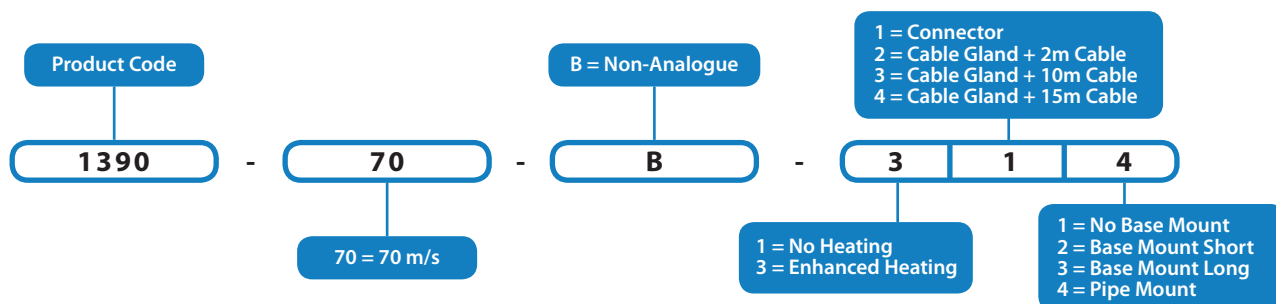 1 = Connector
2 = Cable Gland + 2m Cable
3 = Cable Gland + 10m Cable
4 = Cable Gland + 15m Cable
Product Code
B = Non-Analogue
1390 - 70 - B - 3 1 4
70 = 70 m/s
1 = No Heating
3 = Enhanced Heating
1 = No Base Mount
2 = Base Mount Short
3 = Base Mount Long
4 = Pipe Mount